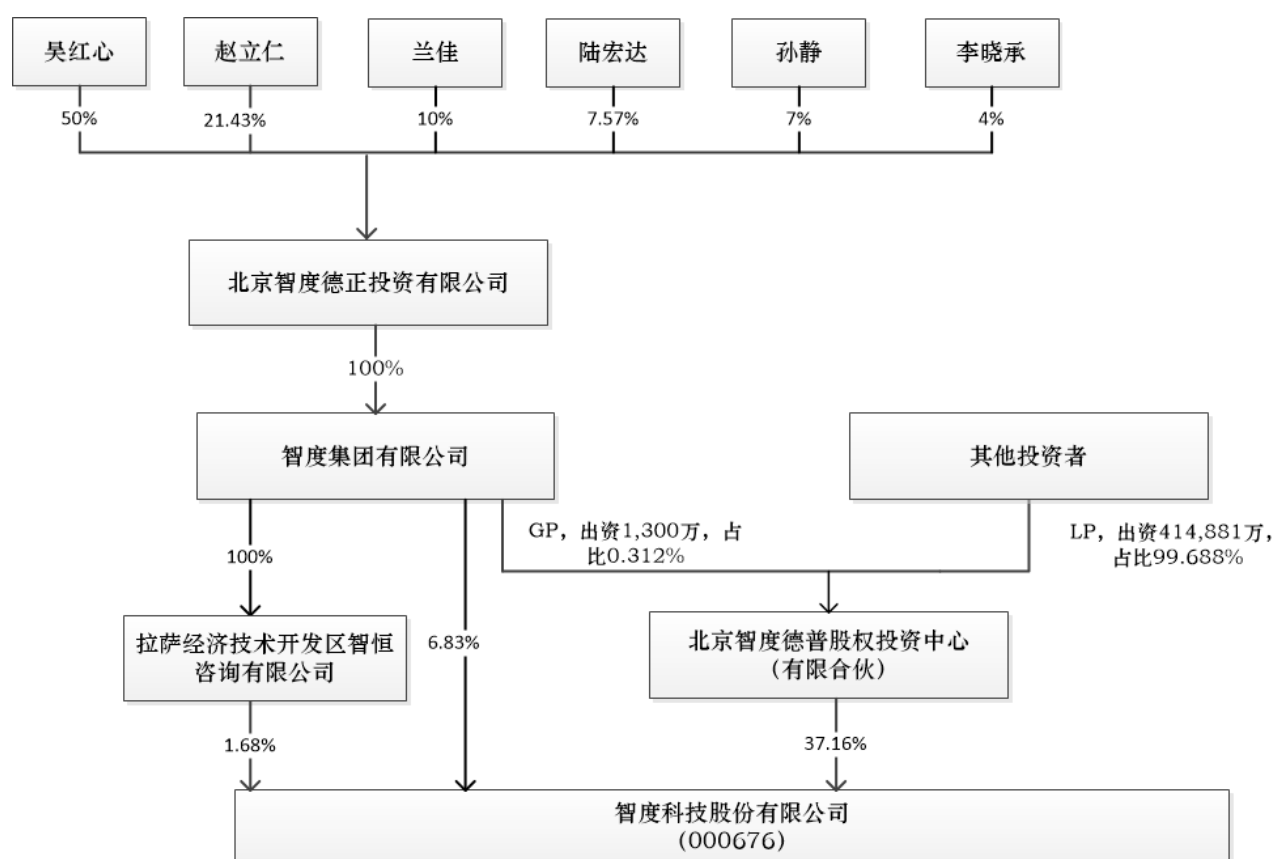 吴红心
赵立仁
兰佳
陆宏达
孙静
李晓承
50%
21.43%
10%
7.57%
7%
4%
北京智度德正投资有限公司
100%
智度集团有限公司
其他投资者
GP，出资1,300万，占
比0.312%
LP，出资414,881万，
占比99.688%
100%
拉萨经济技术开发区智恒
咨询有限公司
6.83%
北京智度德普股权投资中心
（有限合伙）
1.68%
37.16%
智度科技股份有限公司
（000676）